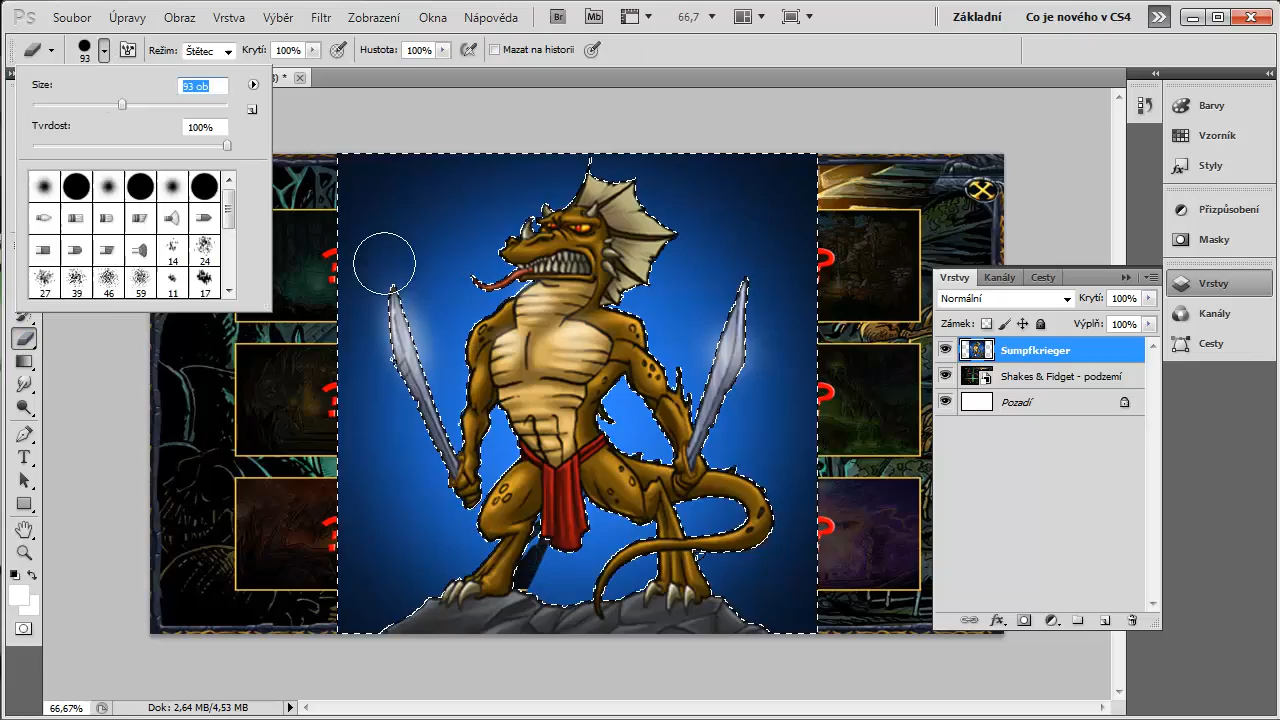 Ps Soubor Úpravy Obraz Vrstva Výběr Filtr Zobrazení Okna Nápověda Br Mb 66,7 Základní Co je nového v CS4
93 Režim: Štětec Krytí: 100% Hustota: 100% Mazat na historii
) *
Size: 93 ob
Tvrdost: 100%
14 24
27 39 46 59 11 17
Barvy
Vzorník
Styly
Přizpůsobení
Masky
Vrstvy
Kanály
Cesty
Vrstvy Kanály Cesty
Normální Krytí: 100%
Zámek: Výplň: 100%
Sumpfkrieger
Shakes & Fidget - podzemí
Pozadí
? ?
? ?
? ?
66,67% Dok: 2,64 MB/4,53 MB